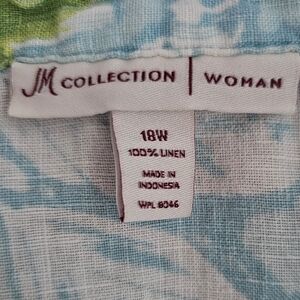 JM COLLECTION | WOMAN
18W
100% LINEN
MADE IN
INDONESIA
WPL 8046